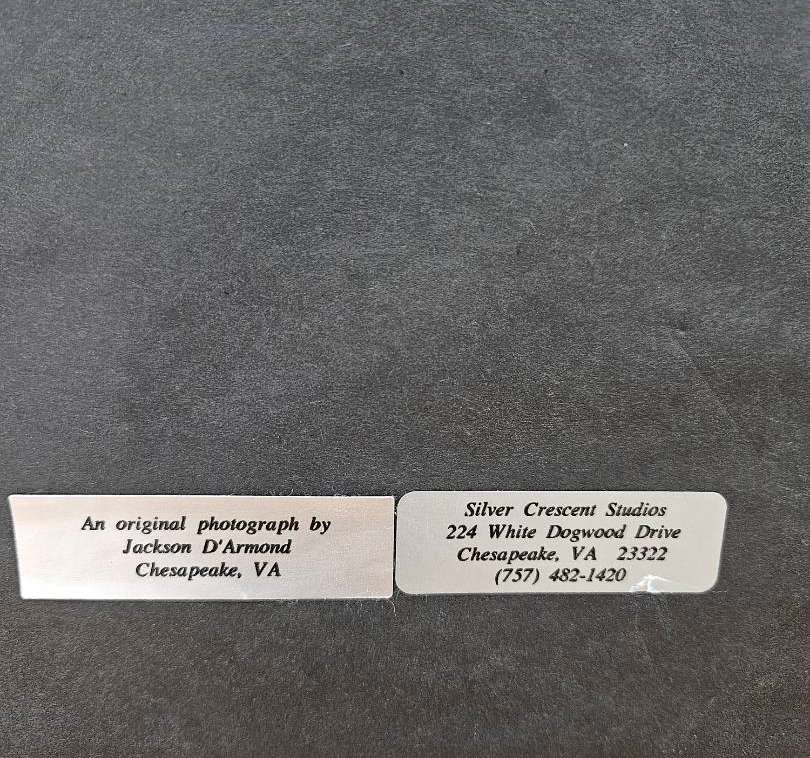 An original photograph by
Jackson D'Armond
Chesapeake, VA
Silver Crescent Studios
224 White Dogwood Drive
Chesapeake, VA 23322
(757) 482-1420